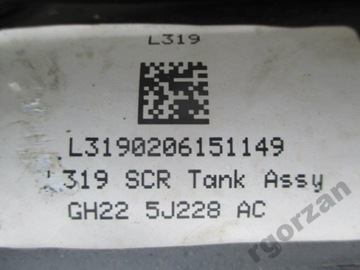 L319
L3190206151149
L319 SCR Tank Assy
GH22 5J228 AC
rgorzan